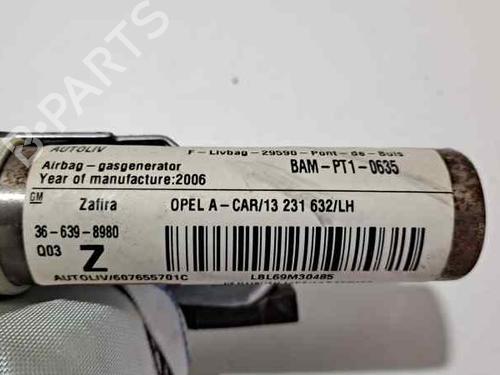 AUTOLIV
F-Livbag-29590-Pont-de-Buis
Airbag-gasgenerator
BAM-PT1-0635
Year of manufacture:2006
GM
Zafira
OPEL A-CAR/13 231 632/LH
36-639-8980
Q03
Z
AUTOLIV/607655701C
LBL69M30485